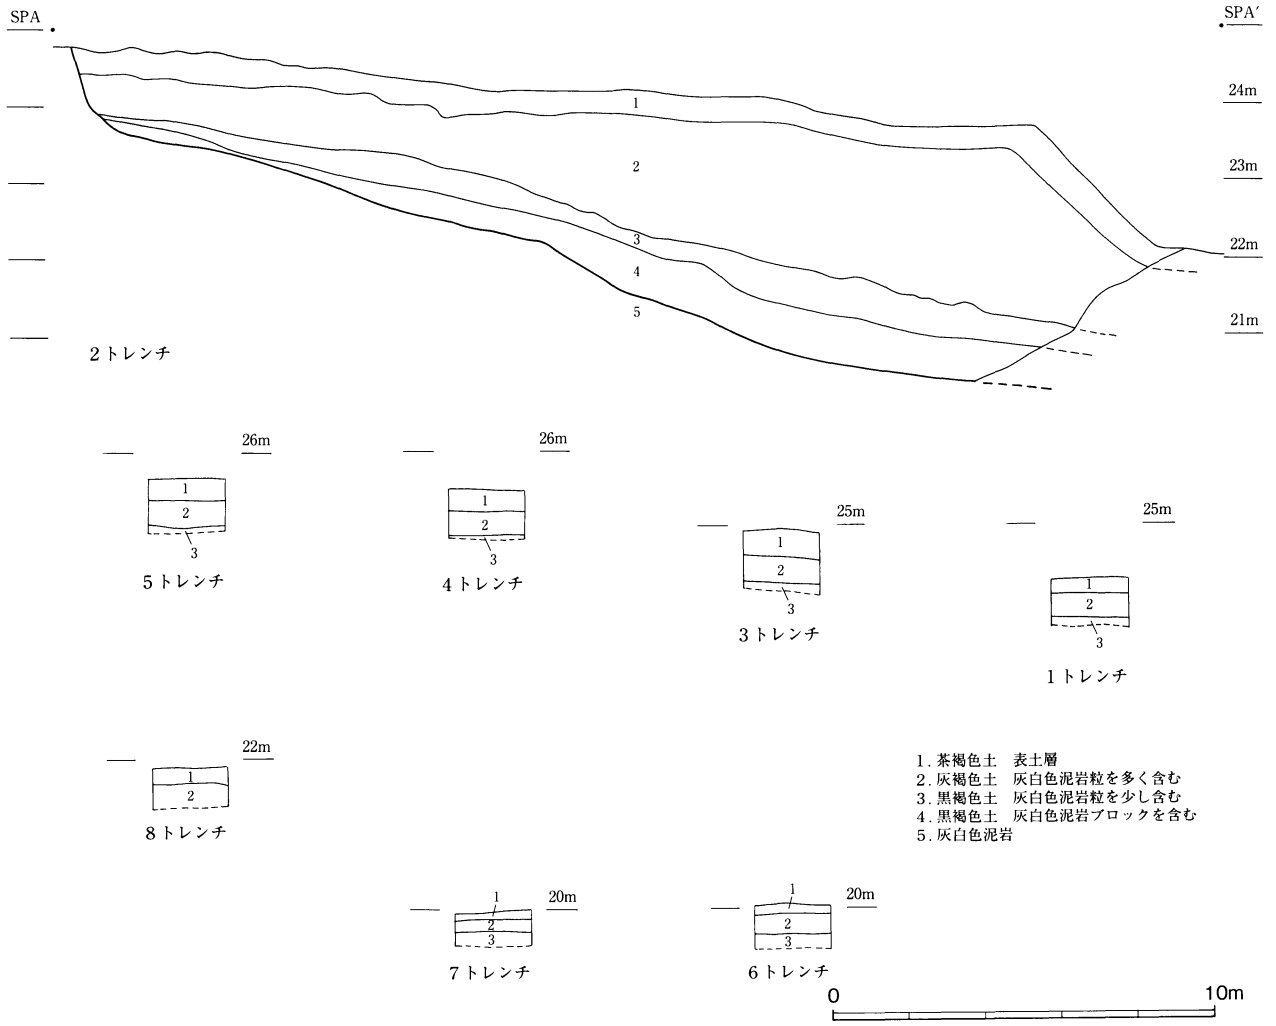 SPA
SPA′
24m
23m
22m
21m
1
2
3
4
5
2トレンチ
26m
1
2
3
5トレンチ
26m
1
2
3
4トレンチ
25m
1
2
3
3トレンチ
25m
1
2
3
1トレンチ
22m
1
2
8トレンチ
1. 茶褐色土 表土層
2. 灰褐色土 灰白色泥岩粒を多く含む
3. 黒褐色土 灰白色泥岩粒を少し含む
4. 黒褐色土 灰白色泥岩ブロックを含む
5. 灰白色泥岩
20m
1
2
3
7トレンチ
20m
1
2
3
6トレンチ
0 10m